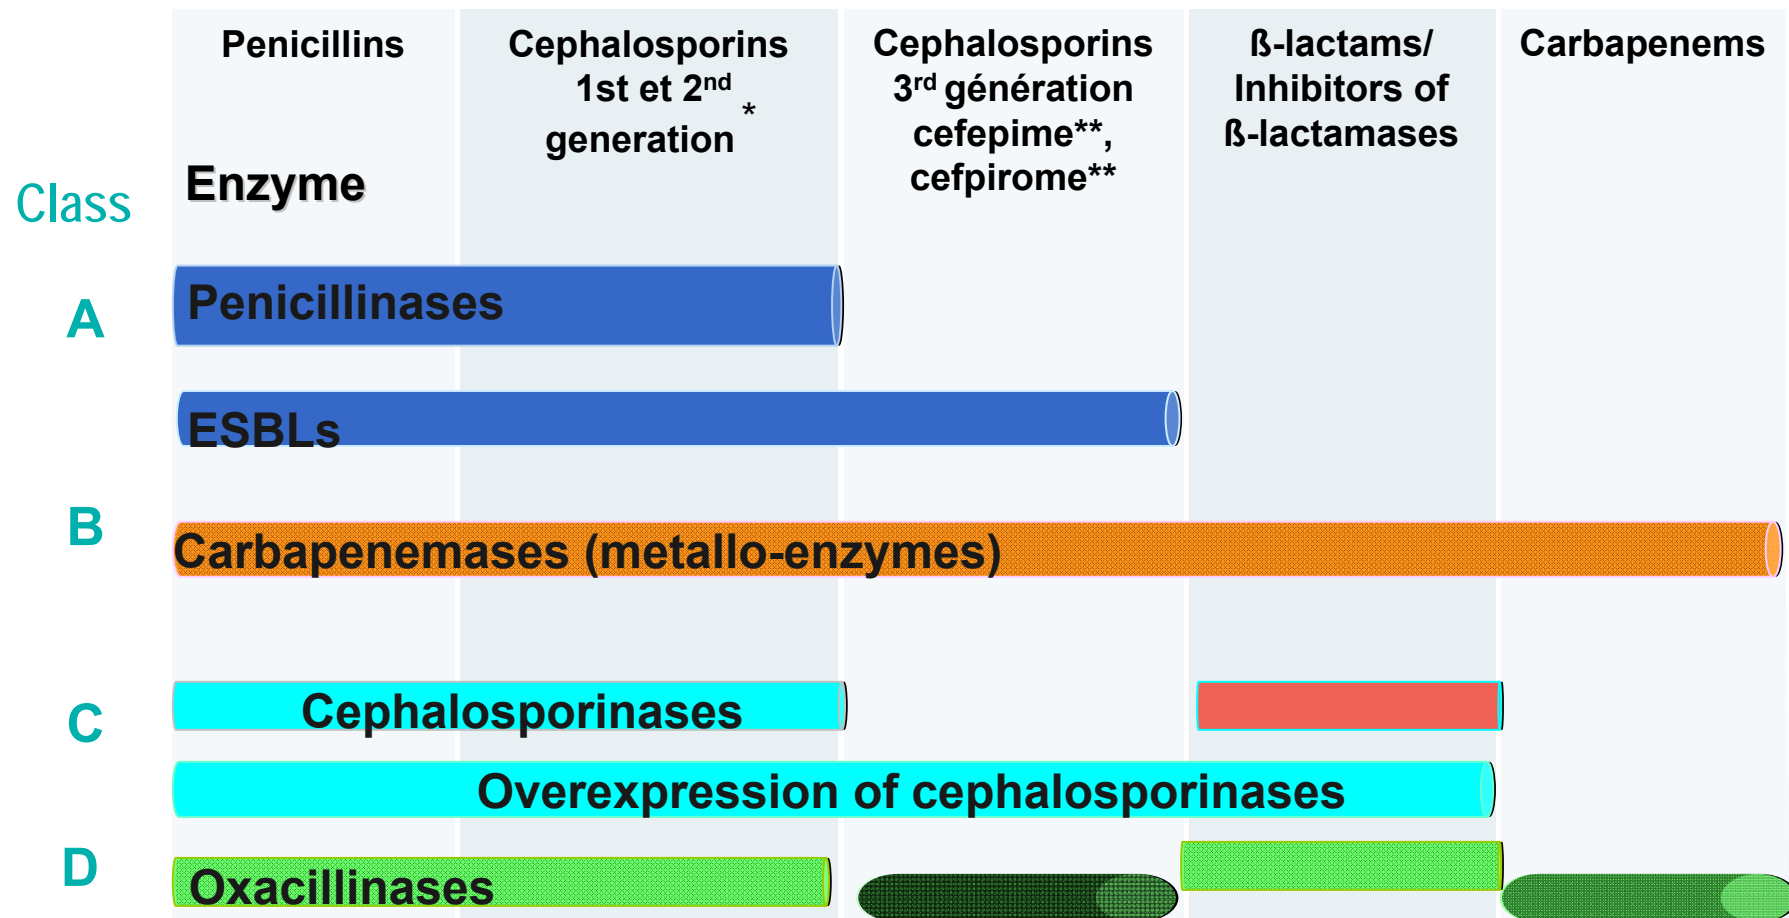 Penicillins
Cephalosporins
1st et 2nd
generation *
Cephalosporins
3rd génération
cefepime**,
cefpirome**
ß-lactams/
Inhibitors of
ß-lactamases
Carbapenems
Enzyme
Class
A
Penicillinases
ESBLs
B
Carbapenemases (metallo-enzymes)
C
Cephalosporinases
Overexpression of cephalosporinases
D
Oxacillinases